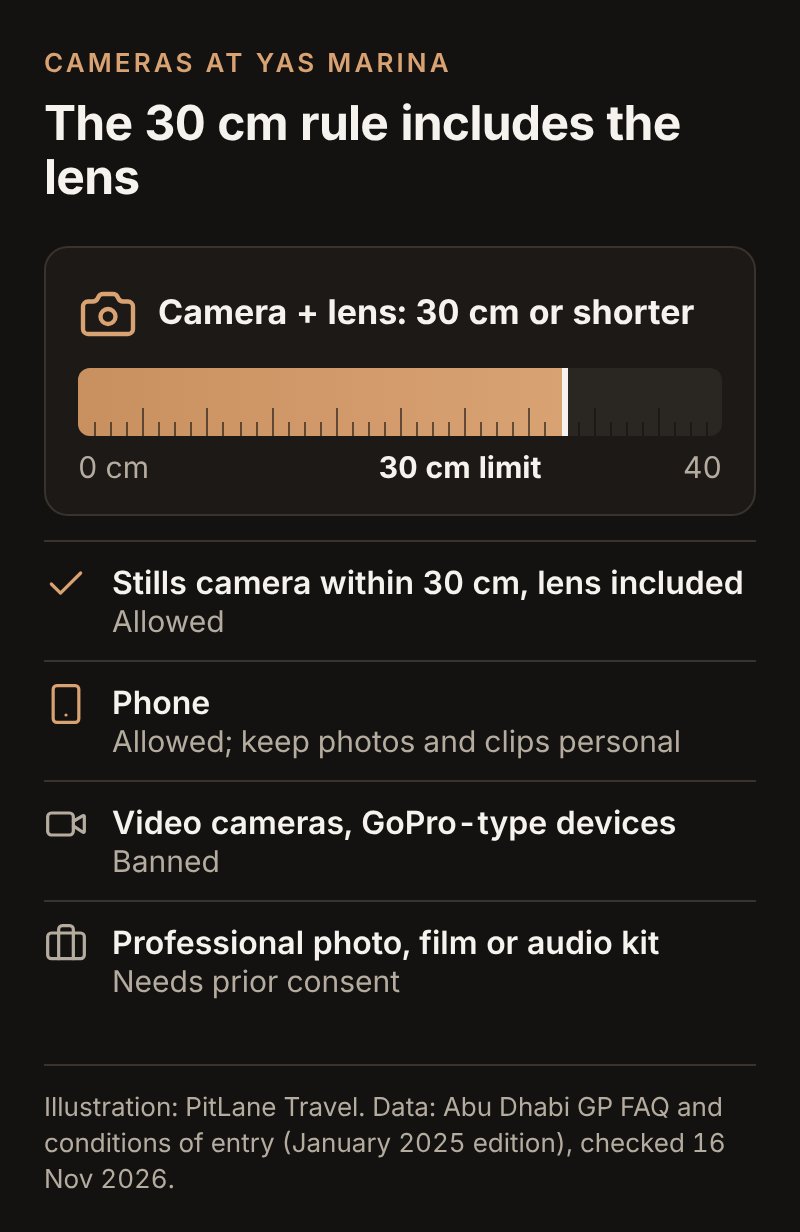 CAMERAS AT YAS MARINA
The 30 cm rule includes the
lens
Camera + lens: 30 cm or shorter
0 cm
30 cm limit
40
Stills camera within 30 cm, lens included
Allowed
Phone
Allowed; keep photos and clips personal
Video cameras, GoPro-type devices
Banned
Professional photo, film or audio kit
Needs prior consent
Illustration: PitLane Travel. Data: Abu Dhabi GP FAQ and
conditions of entry (January 2025 edition), checked 16
Nov 2026.